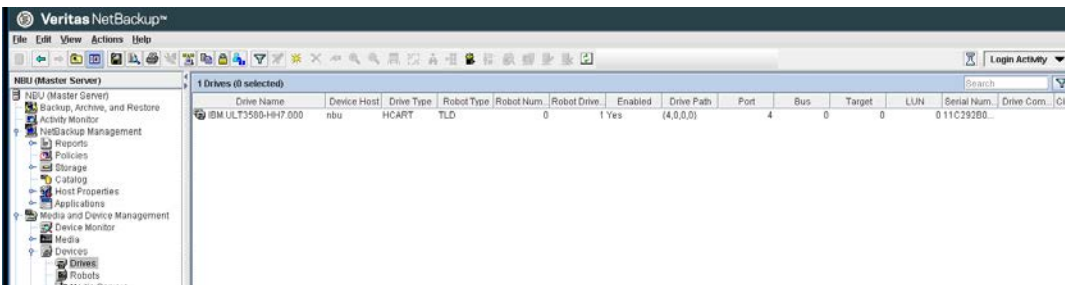 Veritas NetBackup™
File Edit View Actions Help
Login Activity
NBU (Master Server)
1 Drives (0 selected)
Search
NBU (Master Server)
Backup, Archive, and Restore
Activity Monitor
NetBackup Management
Reports
Policies
Storage
Catalog
Host Properties
Applications
Media and Device Management
Device Monitor
Media
Devices
Drives
Robots
Drive Name Device Host Drive Type Robot Type Robot Num... Robot Drive... Enabled Drive Path Port Bus Target LUN Serial Num... Drive Com...
IBM.ULT3580-HH7.000 nbu HCART TLD 0 1 Yes {4,0,0,0} 4 0 0 0 11C292B0...